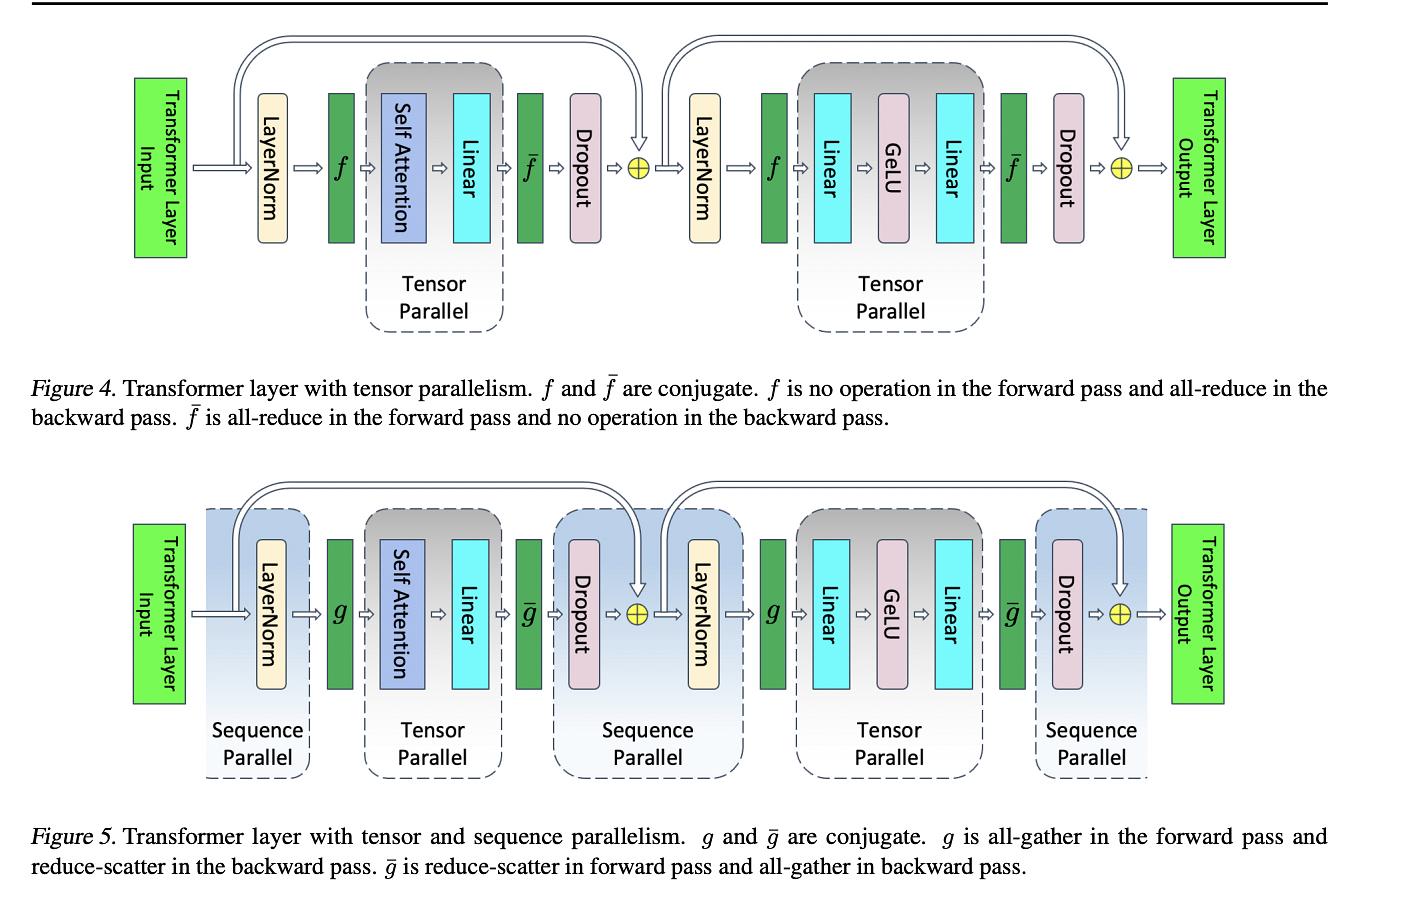 Transformer Layer
Input
LayerNorm
f
Self Attention
Linear
f̄
Dropout
LayerNorm
f
Linear
GeLU
Linear
f̄
Dropout
Transformer Layer
Output
Tensor
Parallel
Tensor
Parallel
Figure 4. Transformer layer with tensor parallelism. f and f̄ are conjugate. f is no operation in the forward pass and all-reduce in the
backward pass. f̄ is all-reduce in the forward pass and no operation in the backward pass.
Transformer Layer
Input
LayerNorm
g
Self Attention
Linear
ḡ
Dropout
LayerNorm
g
Linear
GeLU
Linear
ḡ
Dropout
Transformer Layer
Output
Sequence
Parallel
Tensor
Parallel
Sequence
Parallel
Tensor
Parallel
Sequence
Parallel
Figure 5. Transformer layer with tensor and sequence parallelism. g and ḡ are conjugate. g is all-gather in the forward pass and
reduce-scatter in the backward pass. ḡ is reduce-scatter in forward pass and all-gather in backward pass.